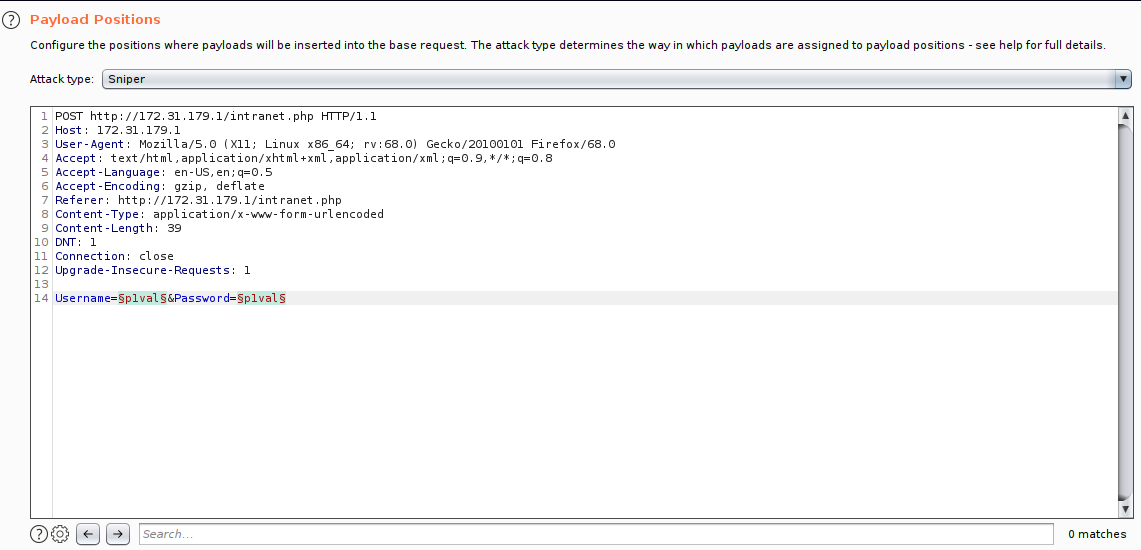 ? Payload Positions
Configure the positions where payloads will be inserted into the base request. The attack type determines the way in which payloads are assigned to payload positions - see help for full details.
Attack type: Sniper
1 POST http://172.31.179.1/intranet.php HTTP/1.1
2 Host: 172.31.179.1
3 User-Agent: Mozilla/5.0 (X11; Linux x86_64; rv:68.0) Gecko/20100101 Firefox/68.0
4 Accept: text/html,application/xhtml+xml,application/xml;q=0.9,*/*;q=0.8
5 Accept-Language: en-US,en;q=0.5
6 Accept-Encoding: gzip, deflate
7 Referer: http://172.31.179.1/intranet.php
8 Content-Type: application/x-www-form-urlencoded
9 Content-Length: 39
10 DNT: 1
11 Connection: close
12 Upgrade-Insecure-Requests: 1
13
14 Username=§p1val§&Password=§p1val§
? Search... 0 matches